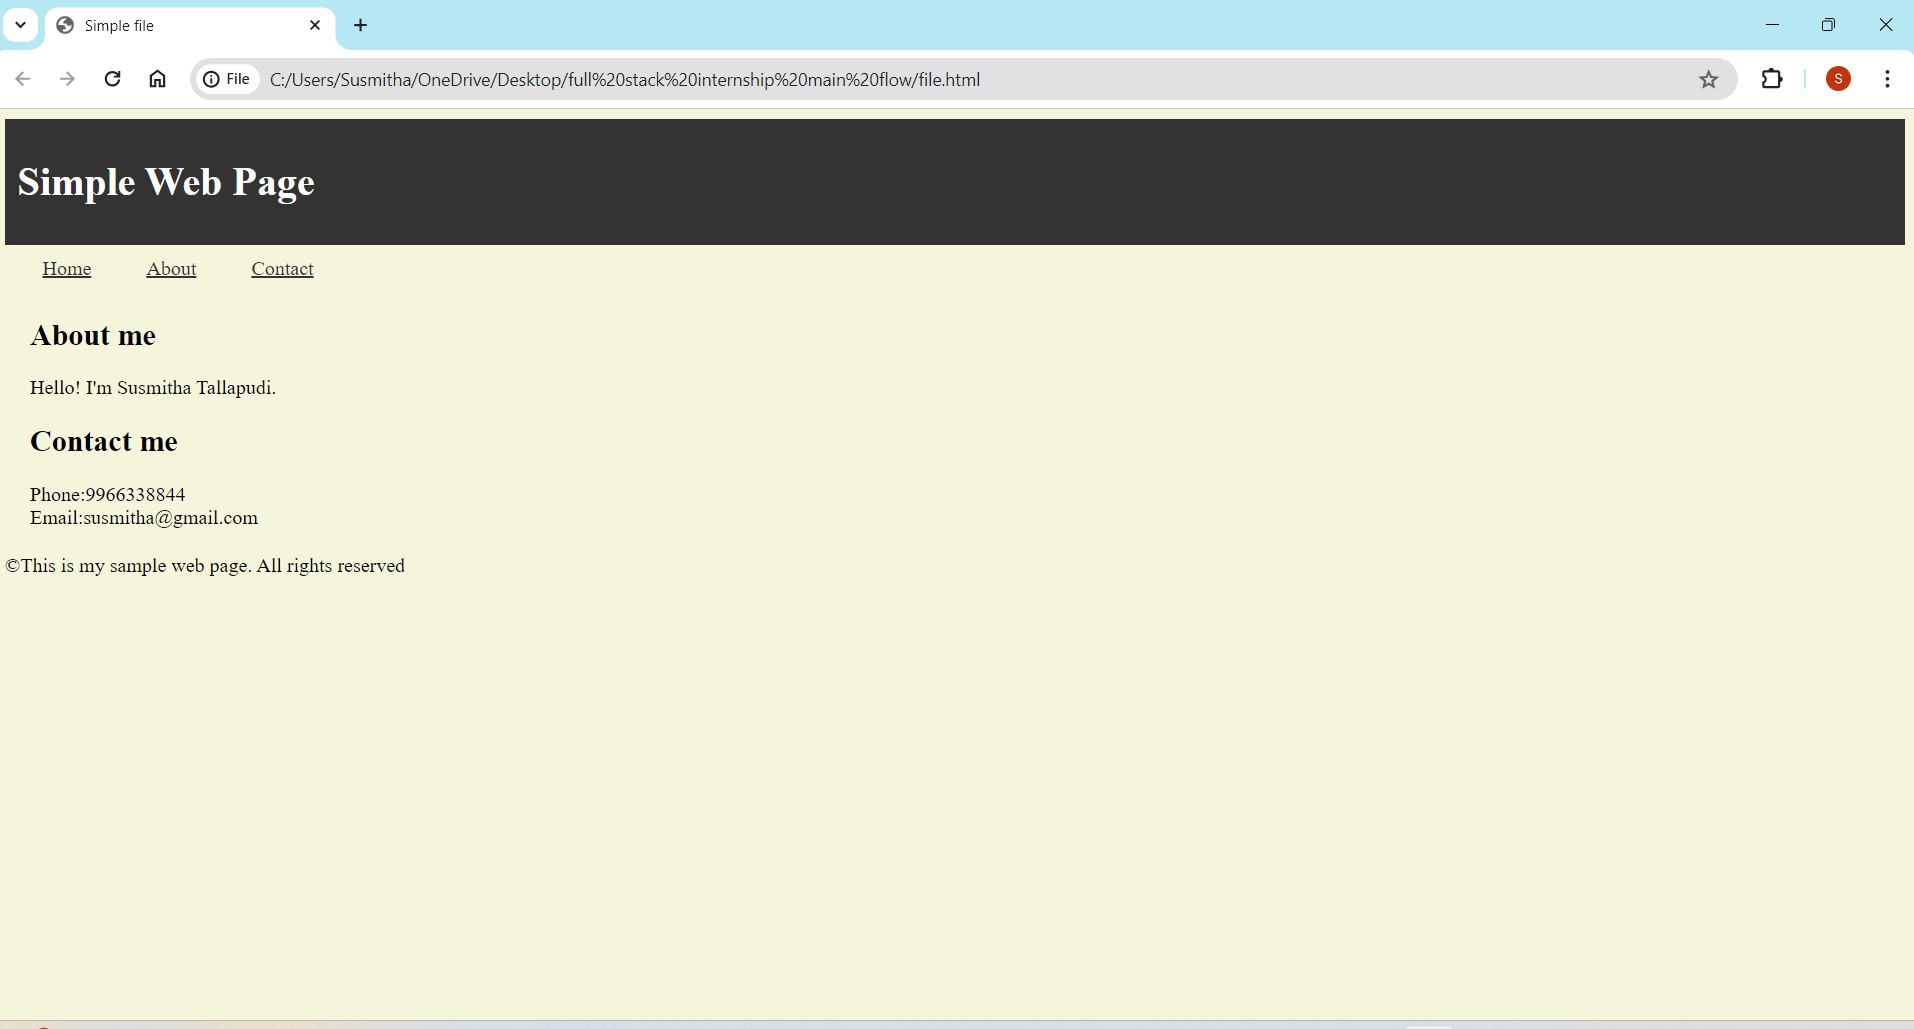 Simple file
File C:/Users/Susmitha/OneDrive/Desktop/full%20stack%20internship%20main%20flow/file.html
S
Simple Web Page
Home About Contact
About me
Hello! I'm Susmitha Tallapudi.
Contact me
Phone:9966338844
Email:susmitha@gmail.com
©This is my sample web page. All rights reserved